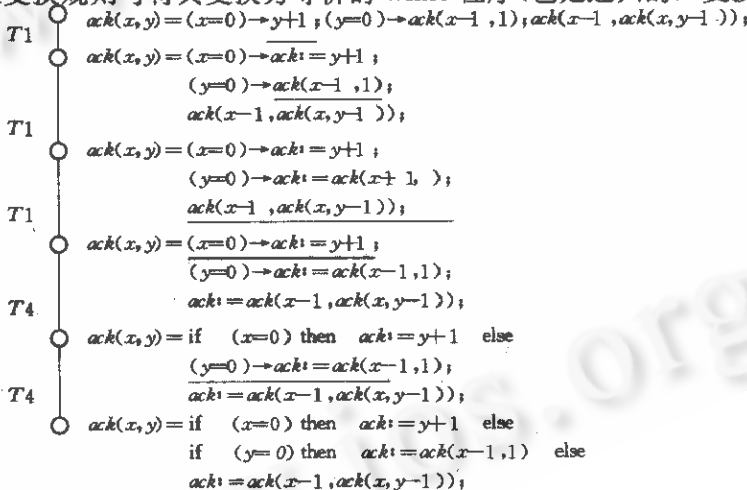 ack(x,y)=(x=0)→y+1;(y=0)→ack(x-1,1);ack(x-1,ack(x,y-1));
T1
ack(x,y)=(x=0)→ack:=y+1;
(y=0)→ack(x-1,1);
ack(x-1,ack(x,y-1));
T1
ack(x,y)=(x=0)→ack:=y+1;
(y=0)→ack:=ack(x+1, );
ack(x-1,ack(x,y-1));
T1
ack(x,y)=(x=0)→ack:=y+1;
(y=0)→ack:=ack(x-1,1);
ack:=ack(x-1,ack(x,y-1));
T4
ack(x,y)=if (x=0) then ack:=y+1 else
(y=0)→ack:=ack(x-1,1);
ack:=ack(x-1,ack(x,y-1));
T4
ack(x,y)=if (x=0) then ack:=y+1 else
if (y=0) then ack:=ack(x-1,1) else
ack:=ack(x-1,ack(x,y-1));